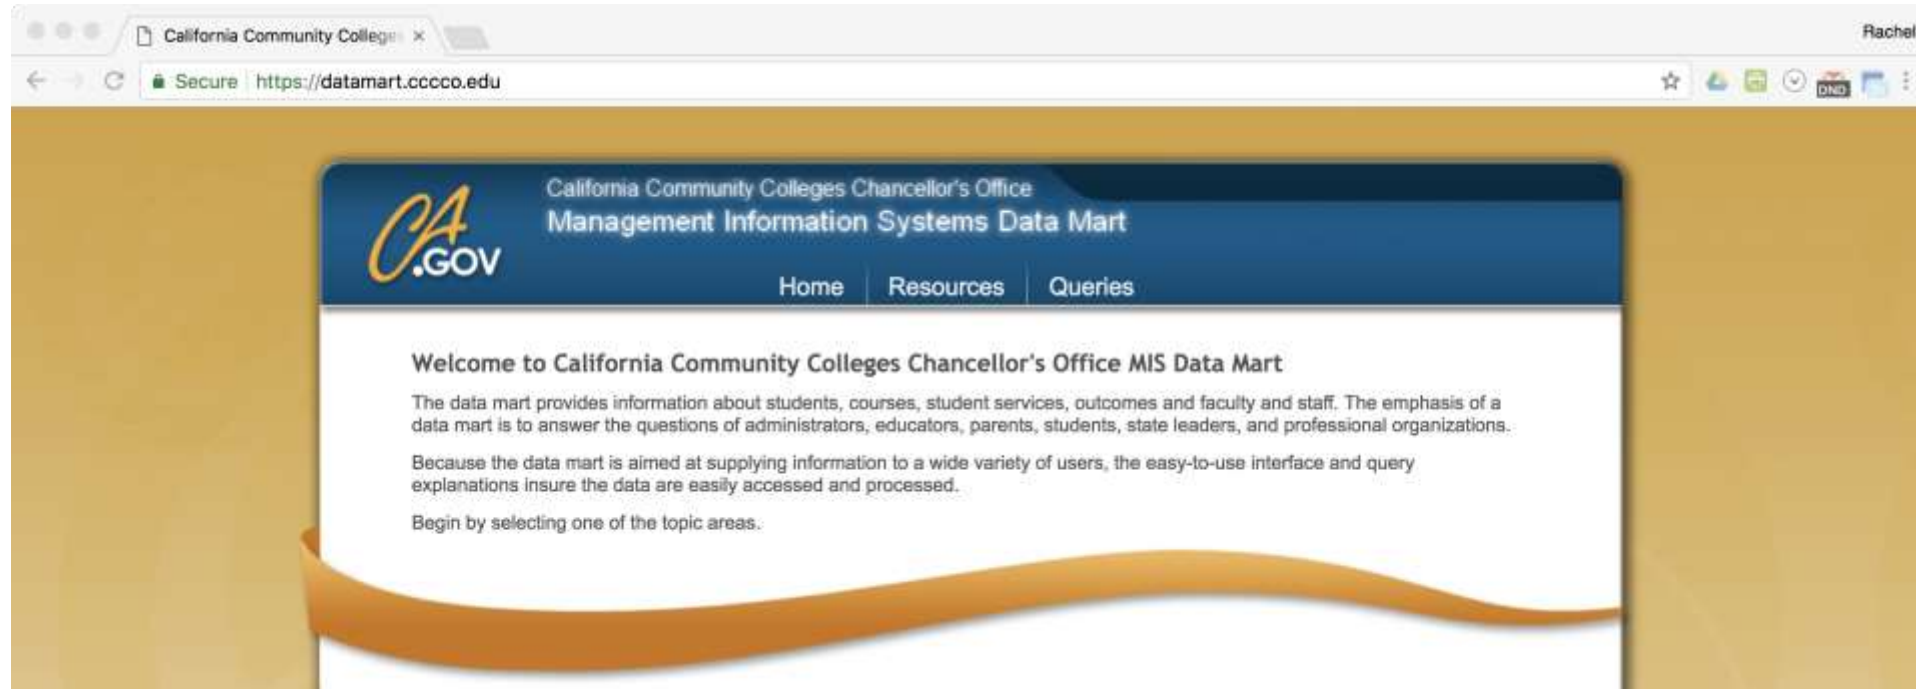 California Community Colleges
Rachel
Secure https://datamart.cccco.edu
DND
California Community Colleges Chancellor's Office
Management Information Systems Data Mart
CA.GOV
Home Resources Queries
Welcome to California Community Colleges Chancellor's Office MIS Data Mart
The data mart provides information about students, courses, student services, outcomes and faculty and staff. The emphasis of a
data mart is to answer the questions of administrators, educators, parents, students, state leaders, and professional organizations.
Because the data mart is aimed at supplying information to a wide variety of users, the easy-to-use interface and query
explanations insure the data are easily accessed and processed.
Begin by selecting one of the topic areas.